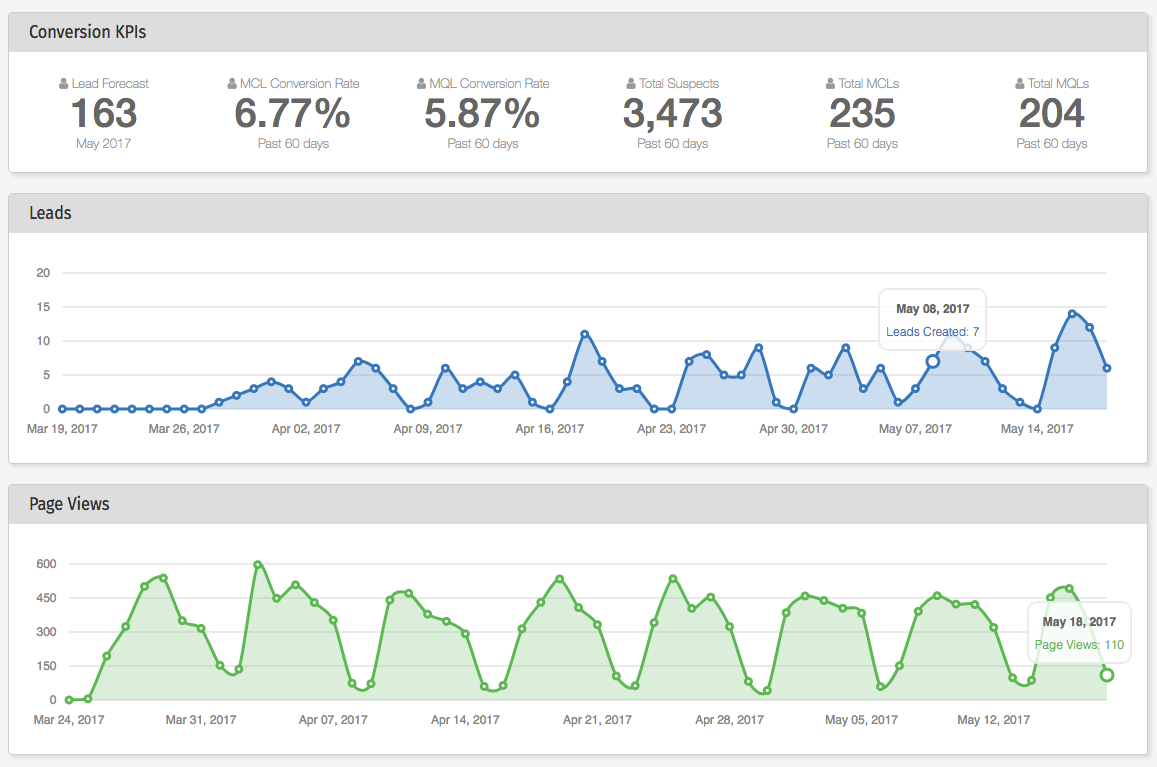 Conversion KPIs
Lead Forecast
163
May 2017
MCL Conversion Rate
6.77%
Past 60 days
MQL Conversion Rate
5.87%
Past 60 days
Total Suspects
3,473
Past 60 days
Total MCLs
235
Past 60 days
Total MQLs
204
Past 60 days
Leads
20
15
10
5
0
May 08, 2017
Leads Created: 7
Mar 19, 2017
Mar 26, 2017
Apr 02, 2017
Apr 09, 2017
Apr 16, 2017
Apr 23, 2017
Apr 30, 2017
May 07, 2017
May 14, 2017
Page Views
600
450
300
150
0
May 18, 2017
Page Views: 110
Mar 24, 2017
Mar 31, 2017
Apr 07, 2017
Apr 14, 2017
Apr 21, 2017
Apr 28, 2017
May 05, 2017
May 12, 2017